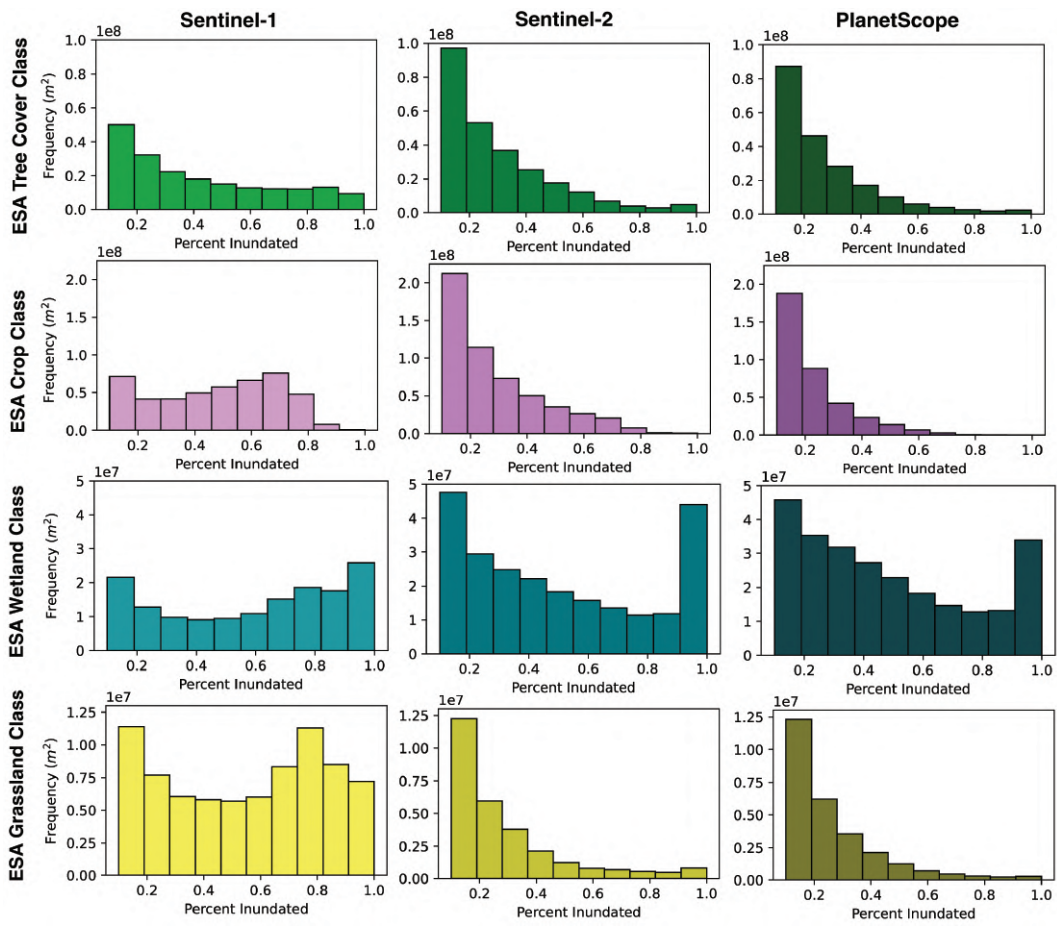 Sentinel-1
Sentinel-2
PlanetScope
ESA Tree Cover Class
1e8
Frequency (m²)
1.0
0.8
0.6
0.4
0.2
0.0
0.2 0.4 0.6 0.8 1.0
Percent Inundated
1e8
1.0
0.8
0.6
0.4
0.2
0.0
0.2 0.4 0.6 0.8 1.0
Percent Inundated
1e8
1.0
0.8
0.6
0.4
0.2
0.0
0.2 0.4 0.6 0.8 1.0
Percent Inundated
ESA Crop Class
1e8
Frequency (m²)
2.0
1.5
1.0
0.5
0.0
0.2 0.4 0.6 0.8 1.0
Percent Inundated
1e8
2.0
1.5
1.0
0.5
0.0
0.2 0.4 0.6 0.8 1.0
Percent Inundated
1e8
2.0
1.5
1.0
0.5
0.0
0.2 0.4 0.6 0.8 1.0
Percent Inundated
ESA Wetland Class
1e7
Frequency (m²)
5
4
3
2
1
0
0.2 0.4 0.6 0.8 1.0
Percent Inundated
1e7
5
4
3
2
1
0
0.2 0.4 0.6 0.8 1.0
Percent Inundated
1e7
5
4
3
2
1
0
0.2 0.4 0.6 0.8 1.0
Percent Inundated
ESA Grassland Class
1e7
Frequency (m²)
1.25
1.00
0.75
0.50
0.25
0.00
0.2 0.4 0.6 0.8 1.0
Percent Inundated
1e7
1.25
1.00
0.75
0.50
0.25
0.00
0.2 0.4 0.6 0.8 1.0
Percent Inundated
1e7
1.25
1.00
0.75
0.50
0.25
0.00
0.2 0.4 0.6 0.8 1.0
Percent Inundated